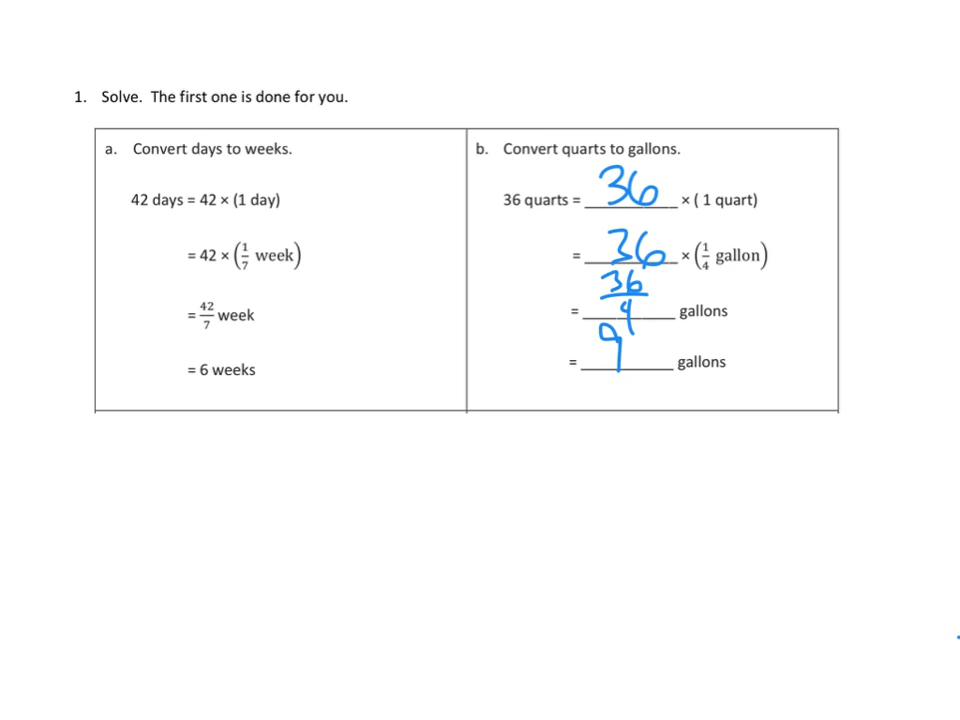 1. Solve. The first one is done for you.
a. Convert days to weeks.
42 days = 42 × (1 day)
= 42 × (1/7 week)
= 42/7 week
= 6 weeks
b. Convert quarts to gallons.
36 quarts = 36 × ( 1 quart)
= 36 × (1/4 gallon)
= 36/4 gallons
= 9 gallons